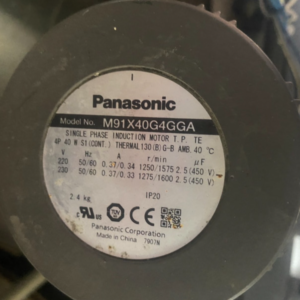 Panasonic
Model No. M91X40G4GGA
SINGLE PHASE INDUCTION MOTOR T.P. TE
4P 40 W S1(CONT.) THERMAL130(B)G-B AMB. 40 ℃
V Hz A r/min μF
220 50/60 0.37/0.34 1250/1575 2.5(450 V)
230 50/60 0.37/0.33 1275/1600 2.5(450 V)
2.4 kg. IP20
Panasonic Corporation
Made in China